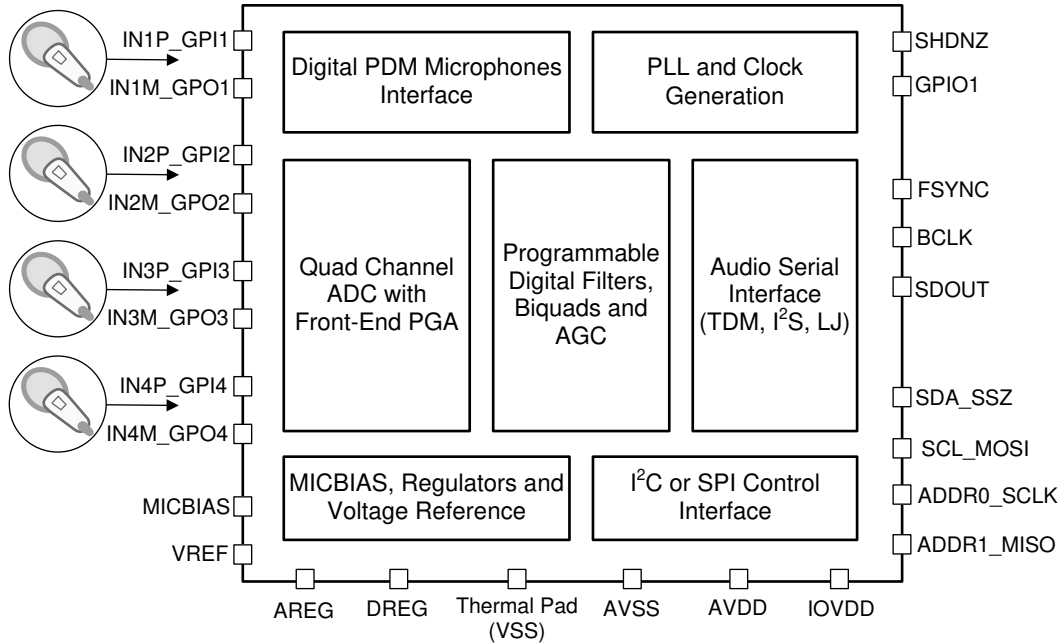 IN1P_GPI1
IN1M_GPO1
IN2P_GPI2
IN2M_GPO2
IN3P_GPI3
IN3M_GPO3
IN4P_GPI4
IN4M_GPO4
MICBIAS
VREF
Digital PDM Microphones
Interface
PLL and Clock
Generation
Quad Channel
ADC with
Front-End PGA
Programmable
Digital Filters,
Biquads and
AGC
Audio Serial
Interface
(TDM, I²S, LJ)
MICBIAS, Regulators and
Voltage Reference
I²C or SPI Control
Interface
SHDNZ
GPIO1
FSYNC
BCLK
SDOUT
SDA_SSZ
SCL_MOSI
ADDR0_SCLK
ADDR1_MISO
AREG
DREG
Thermal Pad
(VSS)
AVSS
AVDD
IOVDD